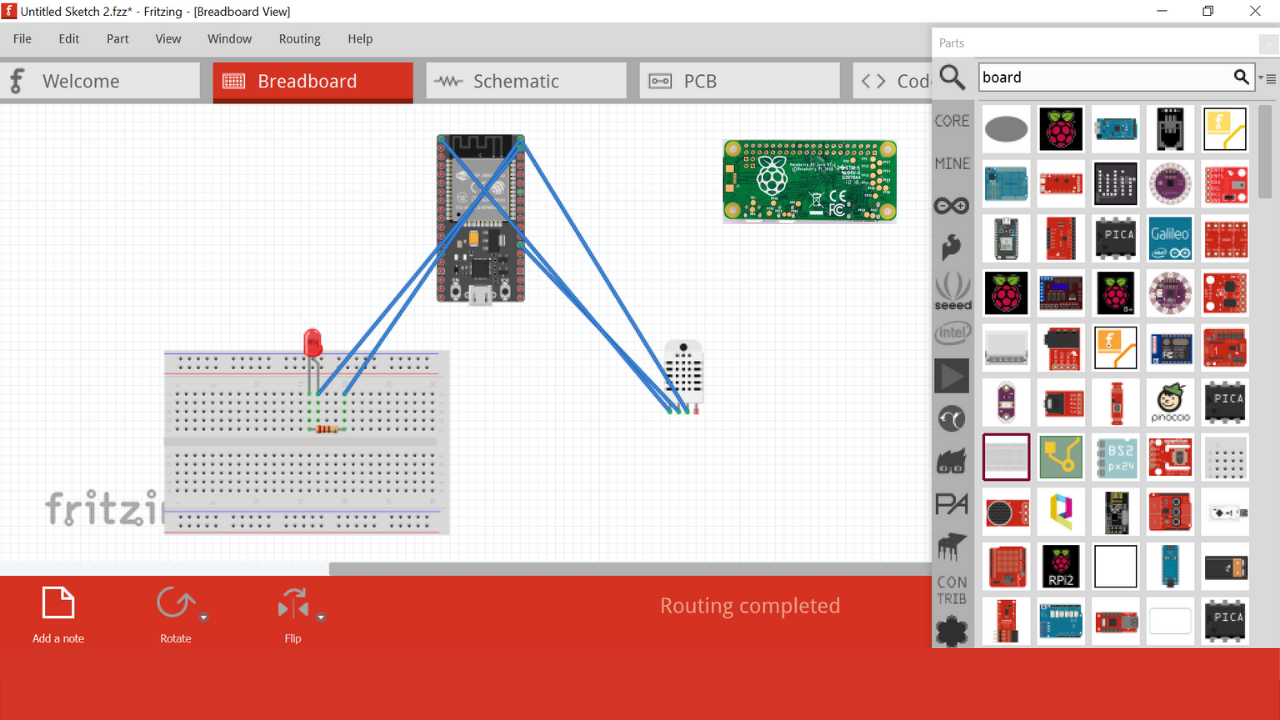 Untitled Sketch 2.fzz* - Fritzing - [Breadboard View]
File Edit Part View Window Routing Help
Parts
Welcome
Breadboard
Schematic
PCB
board
CORE
MINE
PICA
Galileo
seeed
intel
pinoccio
PICA
BS2
px24
fritzi
PA
CON
TRIB
RPi2
PICA
Routing completed
Add a note
Rotate
Flip